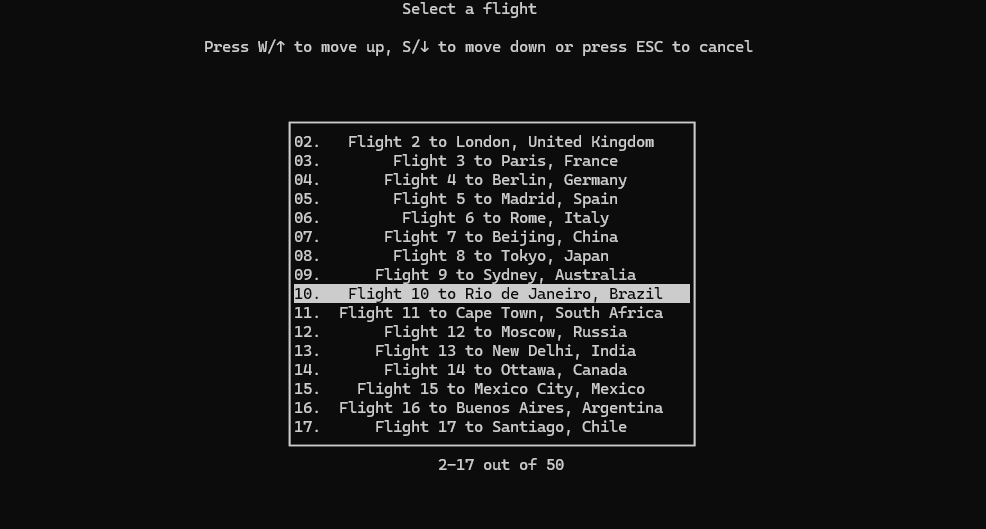 Select a flight
Press W/↑ to move up, S/↓ to move down or press ESC to cancel
02. Flight 2 to London, United Kingdom
03. Flight 3 to Paris, France
04. Flight 4 to Berlin, Germany
05. Flight 5 to Madrid, Spain
06. Flight 6 to Rome, Italy
07. Flight 7 to Beijing, China
08. Flight 8 to Tokyo, Japan
09. Flight 9 to Sydney, Australia
10. Flight 10 to Rio de Janeiro, Brazil
11. Flight 11 to Cape Town, South Africa
12. Flight 12 to Moscow, Russia
13. Flight 13 to New Delhi, India
14. Flight 14 to Ottawa, Canada
15. Flight 15 to Mexico City, Mexico
16. Flight 16 to Buenos Aires, Argentina
17. Flight 17 to Santiago, Chile
2-17 out of 50